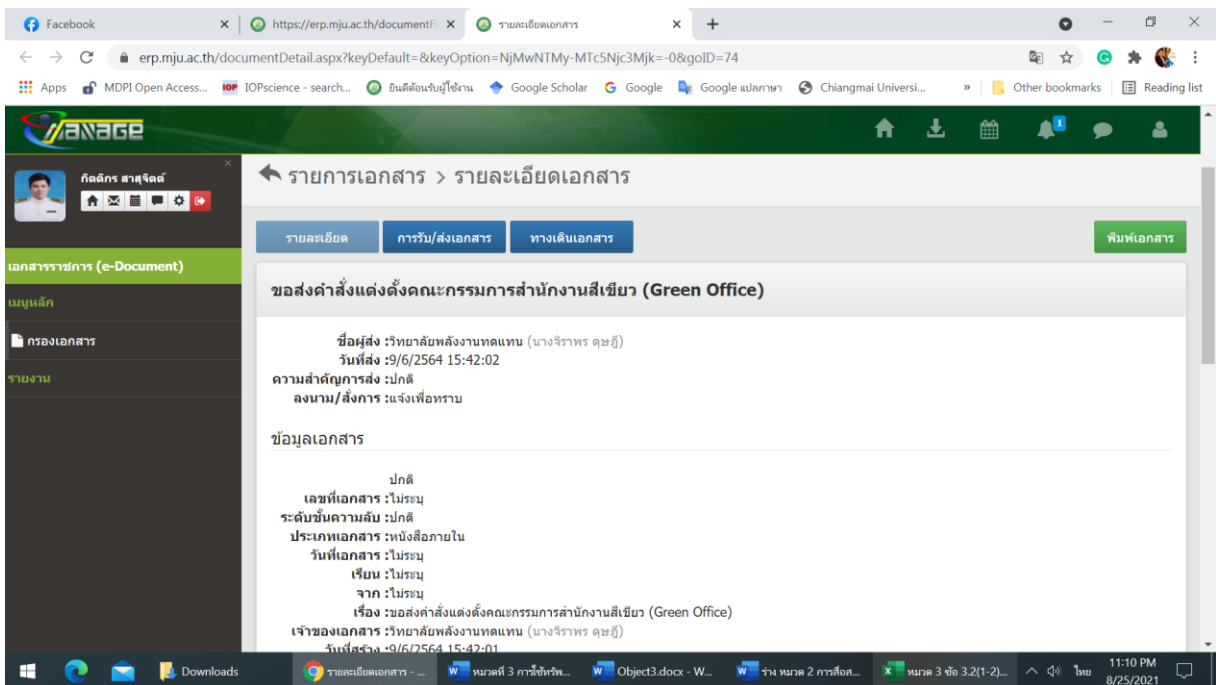 Facebook
https://erp.mju.ac.th/documentFi
รายละเอียดเอกสาร
erp.mju.ac.th/documentDetail.aspx?keyDefault=&keyOption=NjMwNTMy-MTc5Njc3Mjk=-0&goID=74
Apps MDPI Open Access... IOP IOPscience - search... ยินดีต้อนรับผู้ใช้งาน Google Scholar Google Google แปลภาษา Chiangmai Universi... » Other bookmarks Reading list
Manage
1
กิตติกร สาสุจิตต์
รายการเอกสาร > รายละเอียดเอกสาร
รายละเอียด การรับ/ส่งเอกสาร ทางเดินเอกสาร พิมพ์เอกสาร
เอกสารราชการ (e-Document)
เมนูหลัก
กรองเอกสาร
รายงาน
ขอส่งคำสั่งแต่งตั้งคณะกรรมการสำนักงานสีเขียว (Green Office)
ชื่อผู้ส่ง :วิทยาลัยพลังงานทดแทน (นางจิราพร ดุษฎี)
วันที่ส่ง :9/6/2564 15:42:02
ความสำคัญการส่ง :ปกติ
ลงนาม/สั่งการ :แจ้งเพื่อทราบ
ข้อมูลเอกสาร
ปกติ
เลขที่เอกสาร :ไม่ระบุ
ระดับชั้นความลับ :ปกติ
ประเภทเอกสาร :หนังสือภายใน
วันที่เอกสาร :ไม่ระบุ
เรียน :ไม่ระบุ
จาก :ไม่ระบุ
เรื่อง :ขอส่งคำสั่งแต่งตั้งคณะกรรมการสำนักงานสีเขียว (Green Office)
เจ้าของเอกสาร :วิทยาลัยพลังงานทดแทน (นางจิราพร ดุษฎี)
วันที่สร้าง :9/6/2564 15:42:01
Downloads รายละเอียดเอกสาร - ... หมวดที่ 3 การใช้ทรัพ... Object3.docx - W... ร่าง หมวด 2 การสื่อส... หมวด 3 ข้อ 3.2(1-2)... ไทย 11:10 PM
8/25/2021